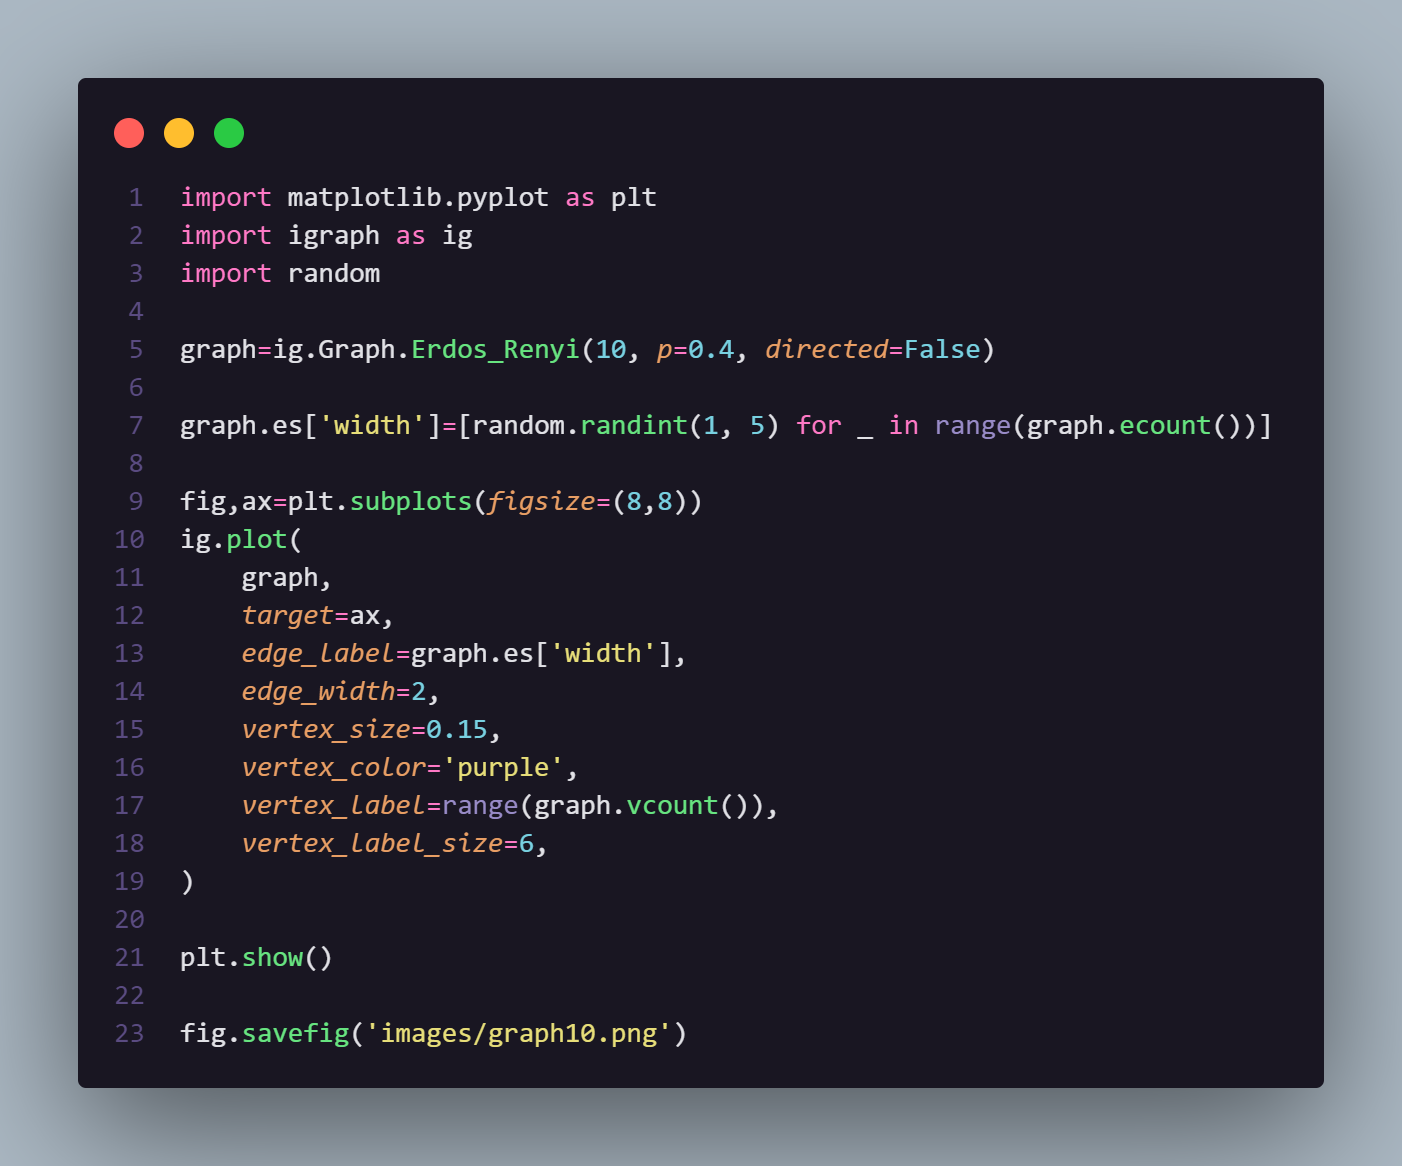 1 import matplotlib.pyplot as plt
2 import igraph as ig
3 import random
4
5 graph=ig.Graph.Erdos_Renyi(10, p=0.4, directed=False)
6
7 graph.es['width']=[random.randint(1, 5) for _ in range(graph.ecount())]
8
9 fig,ax=plt.subplots(figsize=(8,8))
10 ig.plot(
11     graph,
12     target=ax,
13     edge_label=graph.es['width'],
14     edge_width=2,
15     vertex_size=0.15,
16     vertex_color='purple',
17     vertex_label=range(graph.vcount()),
18     vertex_label_size=6,
19 )
20
21 plt.show()
22
23 fig.savefig('images/graph10.png')